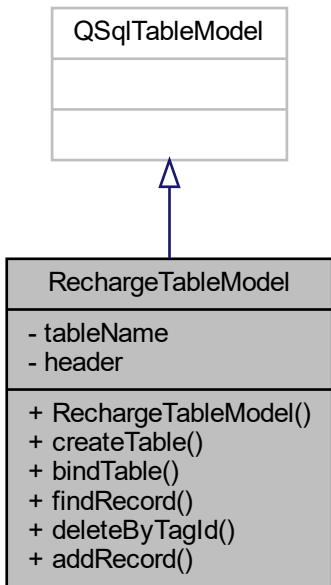 QSqlTableModel
RechargeTableModel
- tableName
- header
+ RechargeTableModel()
+ createTable()
+ bindTable()
+ findRecord()
+ deleteByTagId()
+ addRecord()